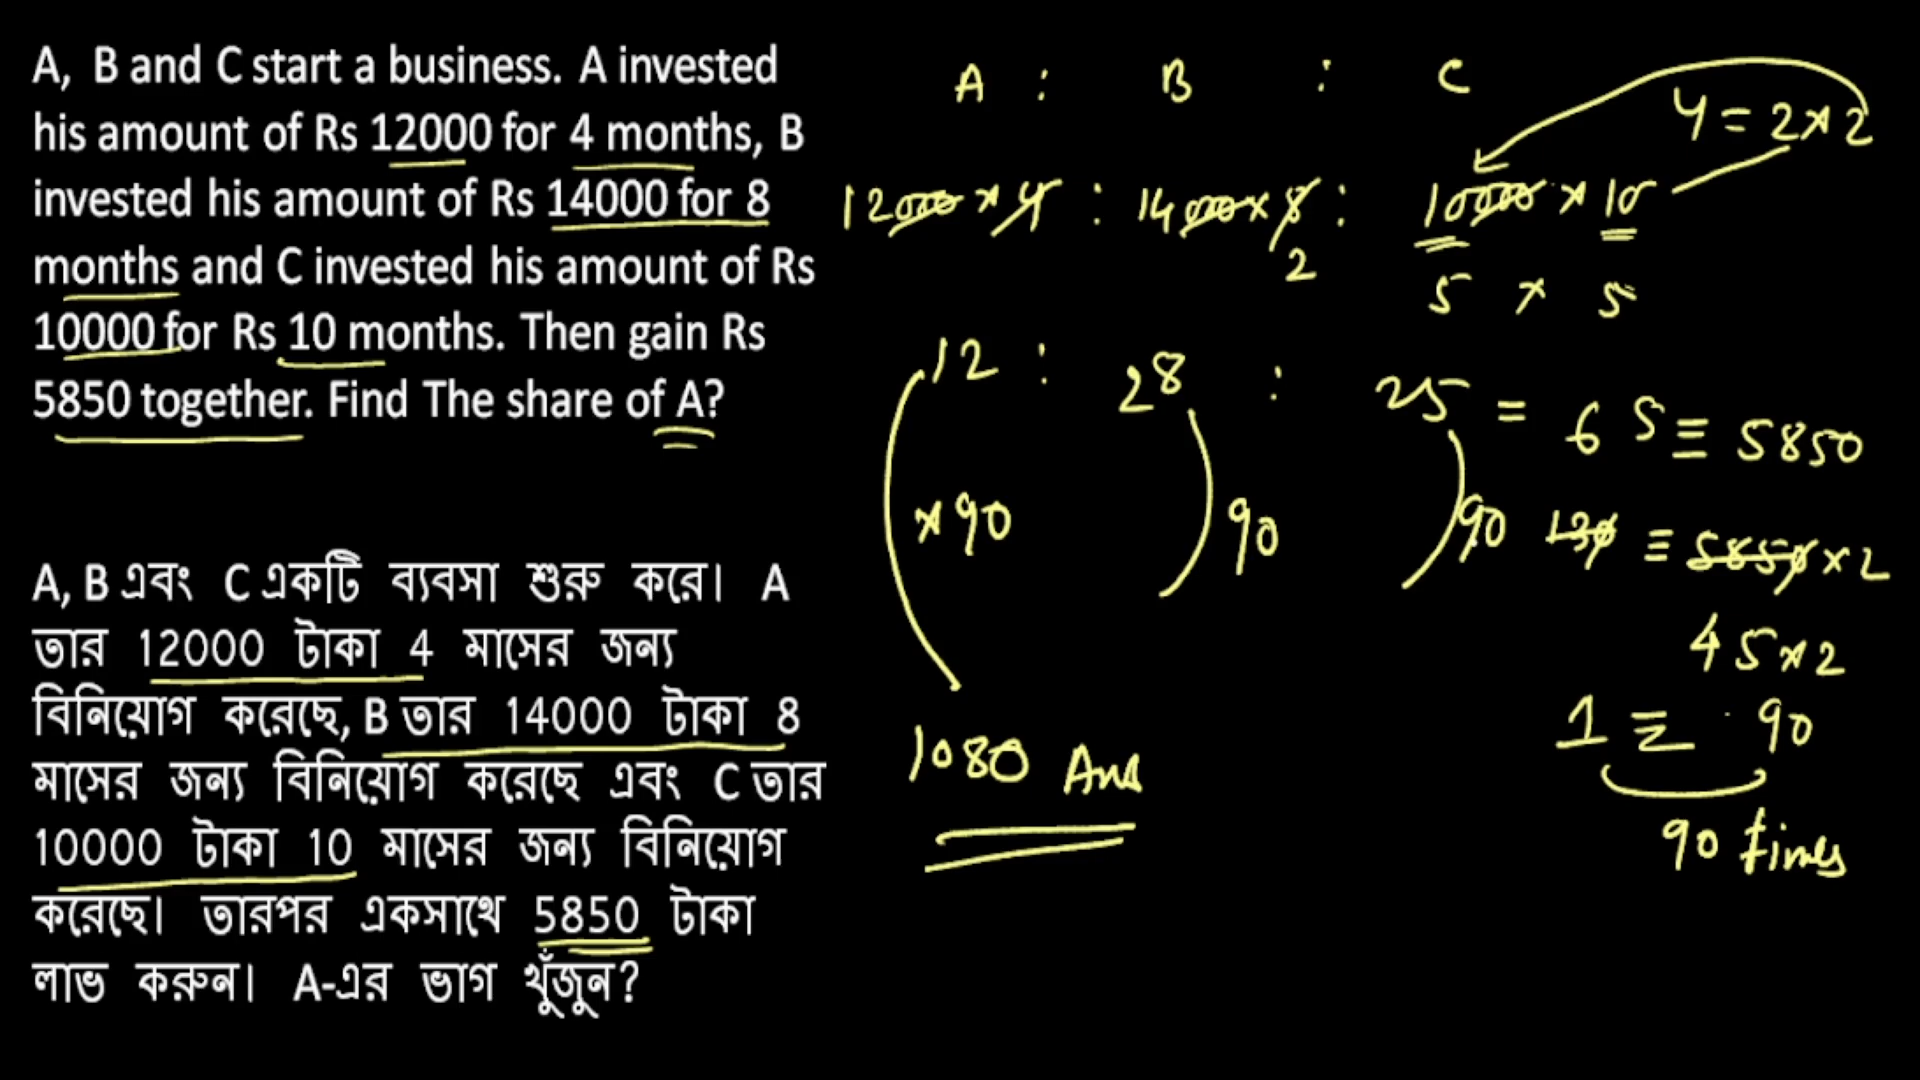 A, B and C start a business. A invested
his amount of Rs 12000 for 4 months, B
invested his amount of Rs 14000 for 8
months and C invested his amount of Rs
10000 for Rs 10 months. Then gain Rs
5850 together. Find The share of A?
A, B এবং C একটি ব্যবসা শুরু করে। A
তার 12000 টাকা 4 মাসের জন্য
বিনিয়োগ করেছে, B তার 14000 টাকা 8
মাসের জন্য বিনিয়োগ করেছে এবং C তার
10000 টাকা 10 মাসের জন্য বিনিয়োগ
করেছে। তারপর একসাথে 5850 টাকা
লাভ করুন। A-এর ভাগ খুঁজুন?
A : B : C
4 = 2 × 2
12000 × 4 : 14000 × 8 : 10000 × 10
2
5 × 5
12 : 28 : 25 = 65 ≡ 5850
× 90 90 90 130 ≡ 5850 × 2
45 × 2
1 ≡ 90
1080 Ans
90 times